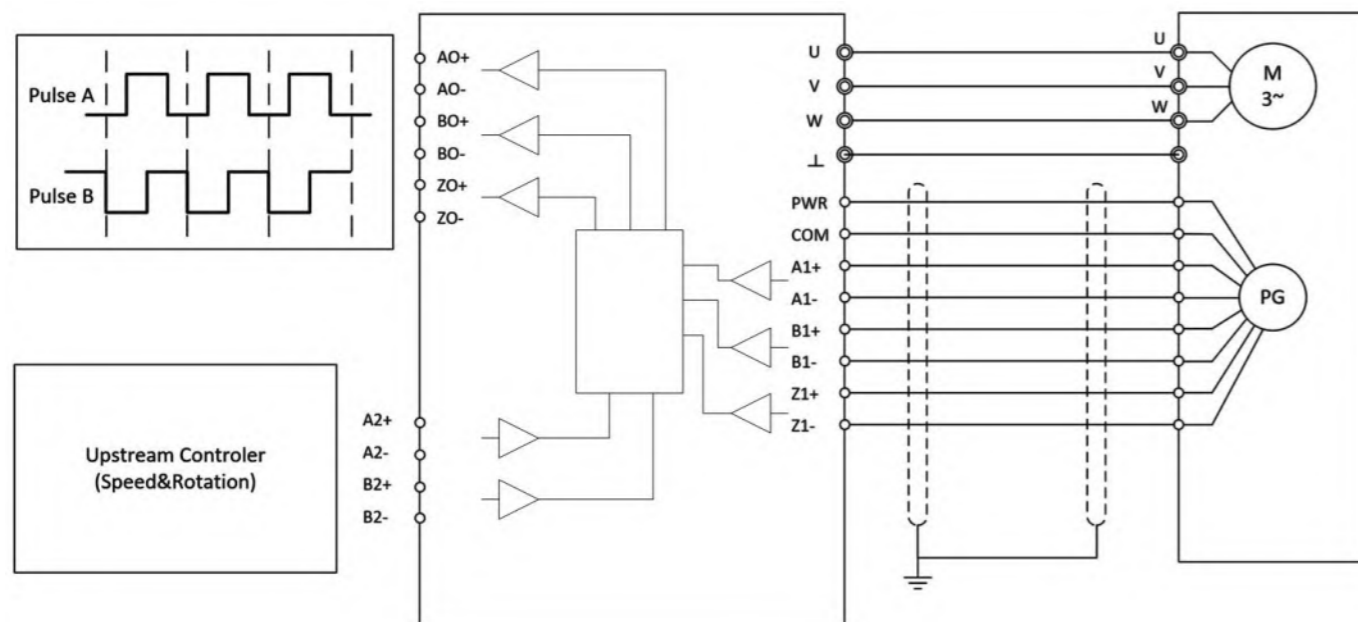 Pulse A
Pulse B
Upstream Controler
(Speed&Rotation)
AO+
AO-
BO+
BO-
ZO+
ZO-
A2+
A2-
B2+
B2-
U
V
W
⊥
PWR
COM
A1+
A1-
B1+
B1-
Z1+
Z1-
U
V
W
M
3~
PG